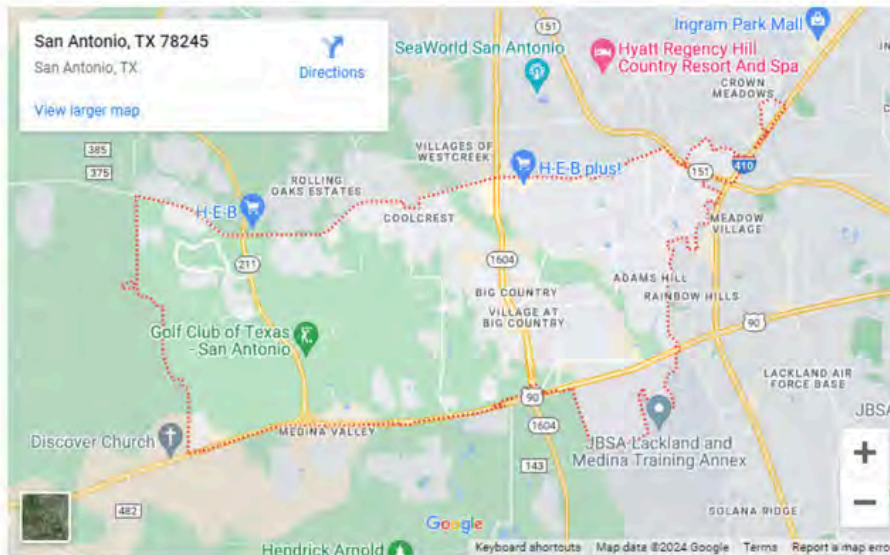 San Antonio, TX 78245
San Antonio, TX
Directions
View larger map
Ingram Park Mall
151
SeaWorld San Antonio
Hyatt Regency Hill
Country Resort And Spa
CROWN
MEADOWS
385
375
VILLAGES OF
WESTCREEK
H-E-B plus!
151
410
ROLLING
OAKS ESTATES
H-E-B
COOLCREST
MEADOW
VILLAGE
211
1604
ADAMS HILL
BIG COUNTRY
RAINBOW HILLS
VILLAGE AT
BIG COUNTRY
90
Golf Club of Texas
- San Antonio
LACKLAND AIR
FORCE BASE
90
Discover Church
MEDINA VALLEY
1604
JBSA
JBSA-Lackland and
Medina Training Annex
143
482
SOLANA RIDGE
Google
Hendrick Arnold
Keyboard shortcuts
Map data ©2024 Google
Terms
Report a map error